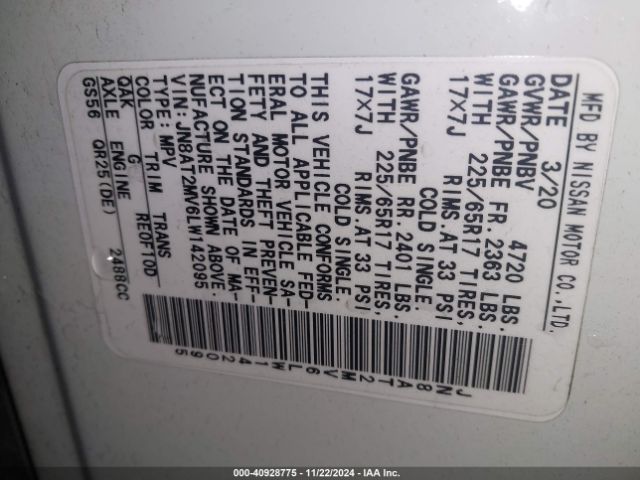 MFD BY NISSAN MOTOR CO.,LTD.
DATE 3/20
GVWR/PNBV 4720 LBS.
GAWR/PNBE FR. 2363 LBS.
WITH 225/65R17 TIRES,
17X7J RIMS AT 33 PSI
COLD SINGLE.
GAWR/PNBE RR. 2401 LBS.
WITH 225/65R17 TIRES,
17X7J RIMS AT 33 PSI
COLD SINGLE.
THIS VEHICLE CONFORMS
TO ALL APPLICABLE FED-
ERAL MOTOR VEHICLE SA-
FETY AND THEFT PREVEN-
TION STANDARDS IN EFF-
ECT ON THE DATE OF MA-
NUFACTURE SHOWN ABOVE.
VIN: JN8AT2MV6LW142095
TYPE: MPV
COLOR TRIM TRANS
QAK G RE0F10D
AXLE ENGINE
GS56 QR25(DE) 2488CC
JN8AT2MV6LW142095
000-40928775 - 11/22/2024 - IAA Holdings, LLC.